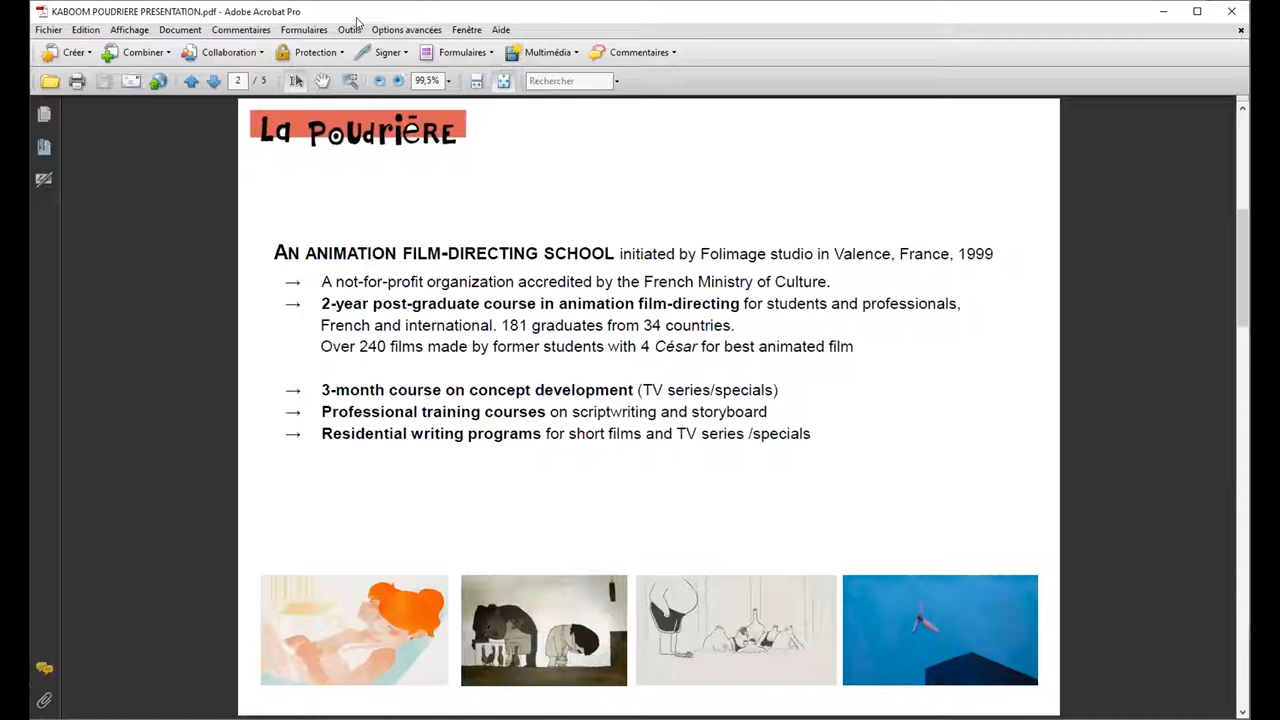 KABOOM POUDRIERE PRESENTATION.pdf - Adobe Acrobat Pro
Fichier Edition Affichage Document Commentaires Formulaires Outils Options avancées Fenêtre Aide
Créer Combiner Collaboration Protection Signer Formulaires Multimédia Commentaires
2 / 5 99,5% Rechercher
La PoUdriēRE
AN ANIMATION FILM-DIRECTING SCHOOL initiated by Folimage studio in Valence, France, 1999
→ A not-for-profit organization accredited by the French Ministry of Culture.
→ 2-year post-graduate course in animation film-directing for students and professionals,
French and international. 181 graduates from 34 countries.
Over 240 films made by former students with 4 César for best animated film
→ 3-month course on concept development (TV series/specials)
→ Professional training courses on scriptwriting and storyboard
→ Residential writing programs for short films and TV series /specials